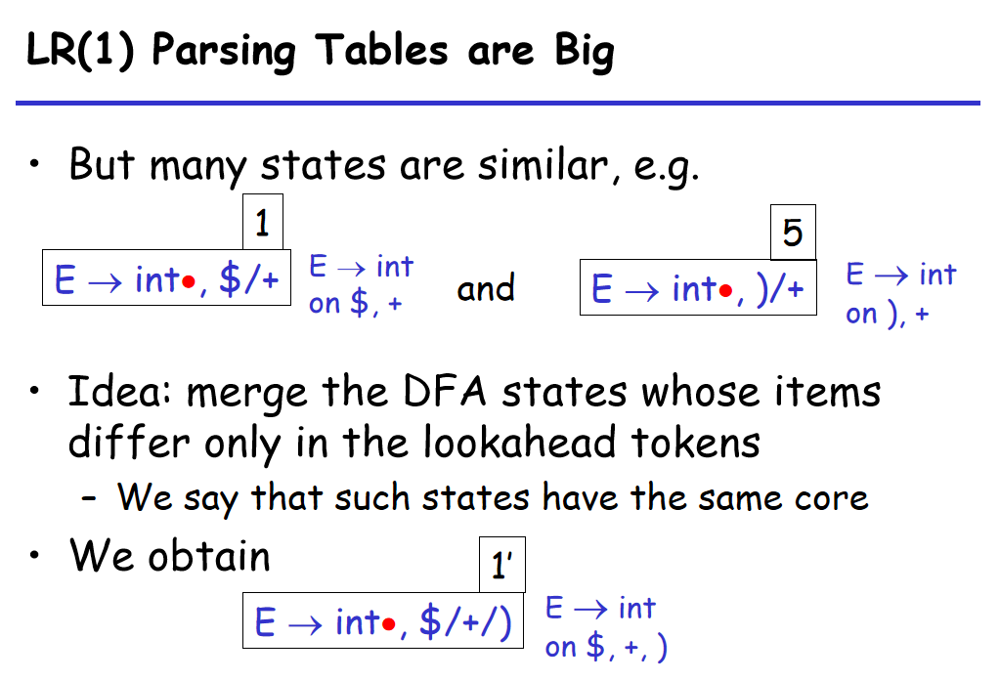 LR(1) Parsing Tables are Big
• But many states are similar, e.g.
1
5
E → int•, $/+
E → int
on $, +
and
E → int•, )/+
E → int
on ), +
• Idea: merge the DFA states whose items
differ only in the lookahead tokens
– We say that such states have the same core
• We obtain
1′
E → int•, $/+/)
E → int
on $, +, )